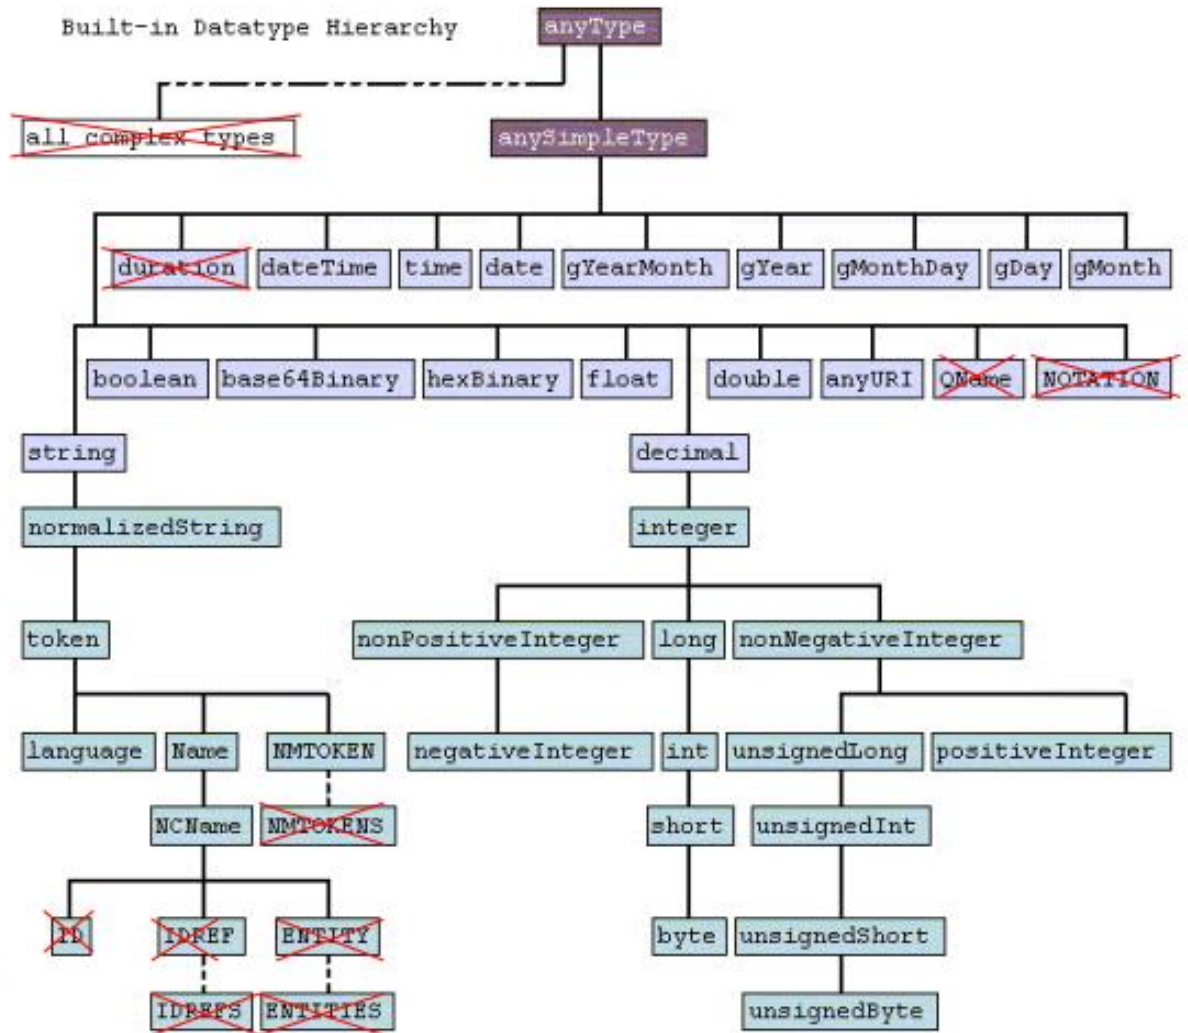 Built-in Datatype Hierarchy anyType
all complex types anySimpleType
duration dateTime time date gYearMonth gYear gMonthDay gDay gMonth
boolean base64Binary hexBinary float double anyURI QName NOTATION
string decimal
normalizedString integer
token nonPositiveInteger long nonNegativeInteger
language Name NMTOKEN negativeInteger int unsignedLong positiveInteger
NCName NMTOKENS short unsignedInt
ID IDREF ENTITY byte unsignedShort
IDREFS ENTITIES unsignedByte